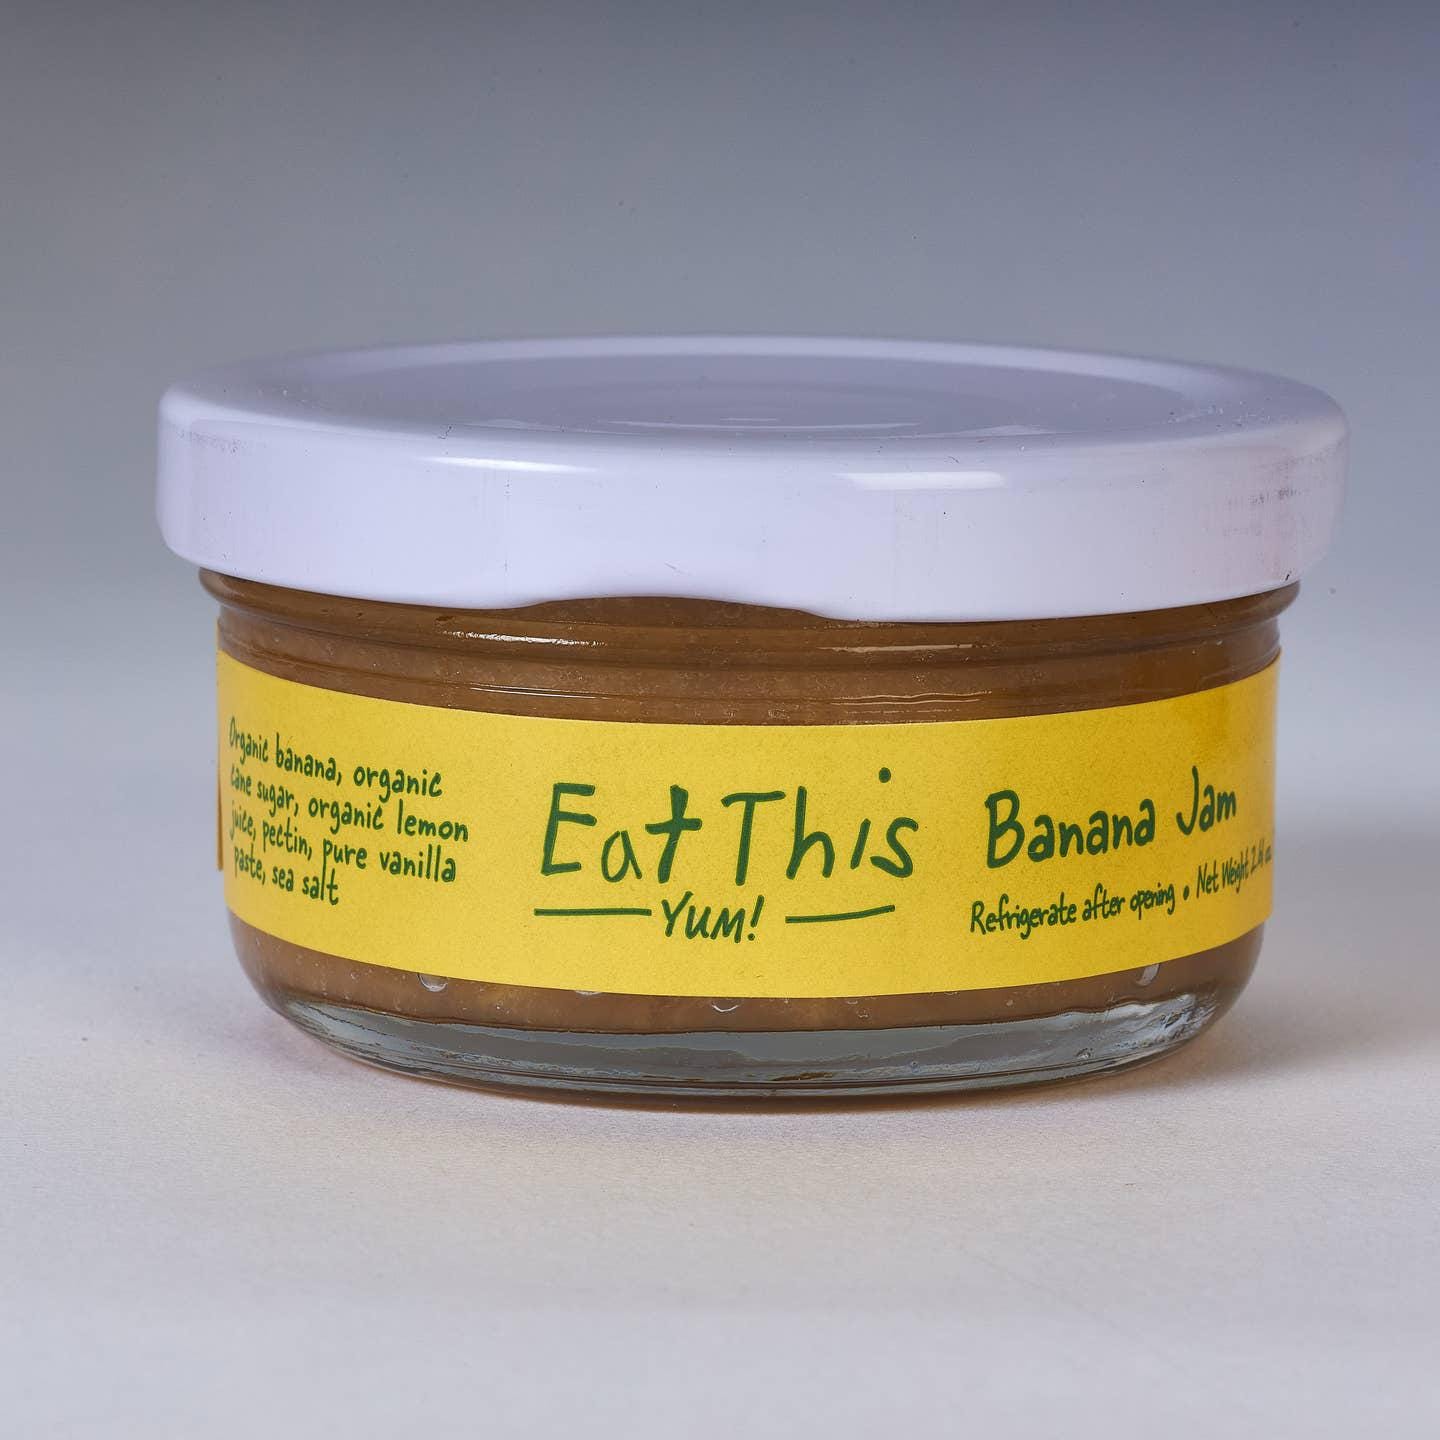 Organic banana, organic
cane sugar, organic lemon
juice, pectin, pure vanilla
paste, sea salt
Eat This
YUM!
Banana Jam
Refrigerate after opening • Net Weight oz